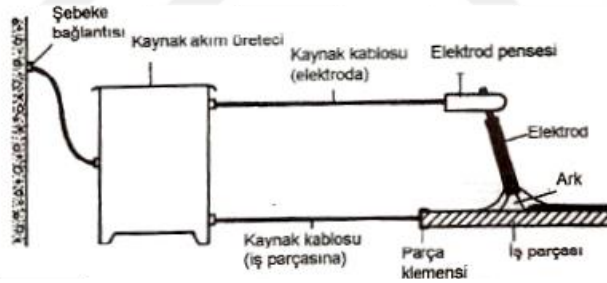 Şebeke
bağlantısı
Kaynak akım üreteci
Kaynak kablosu
(elektroda)
Elektrod pensesi
Elektrod
Ark
Kaynak kablosu
(iş parçasına)
Parça
klemensi
İş parçası